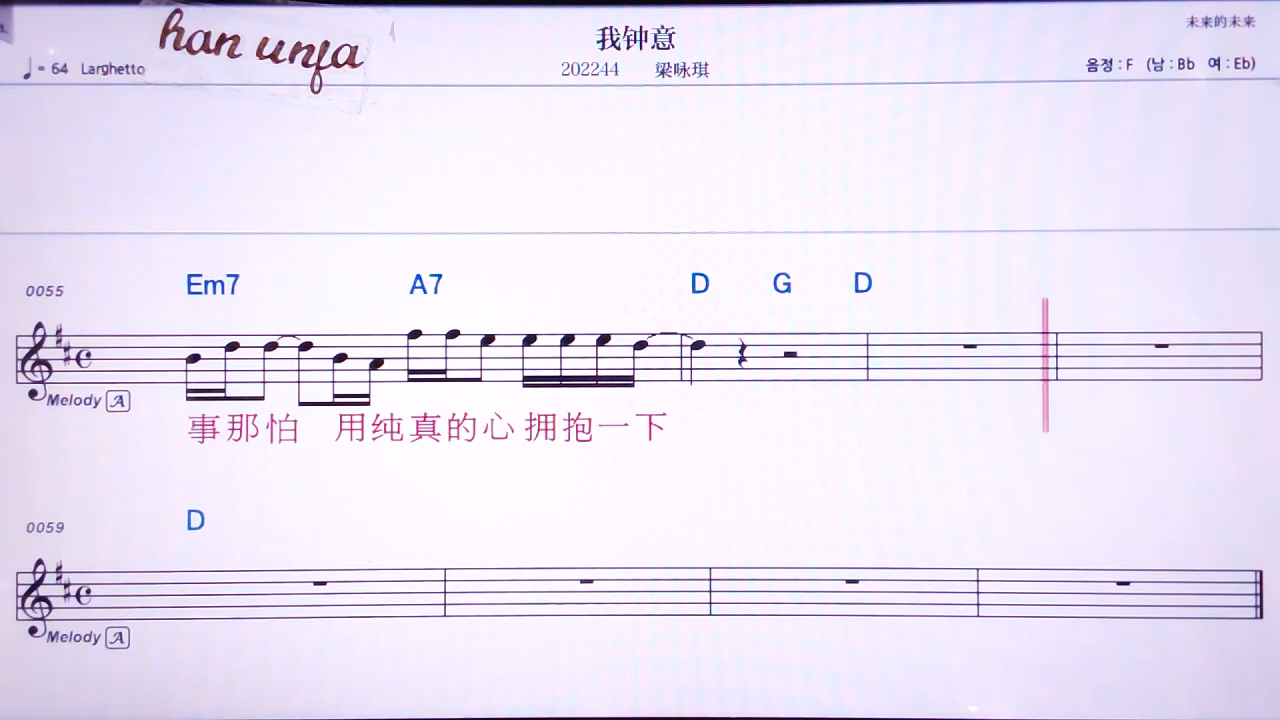 han unfa
我钟意
未来的未来
♩= 64 Larghetto
202244 梁咏琪
음정 : F (남 : Bb 여 : Eb)
Em7 A7 D G D
0055
Melody A
事那怕 用纯真的心 拥抱一下
D
0059
Melody A